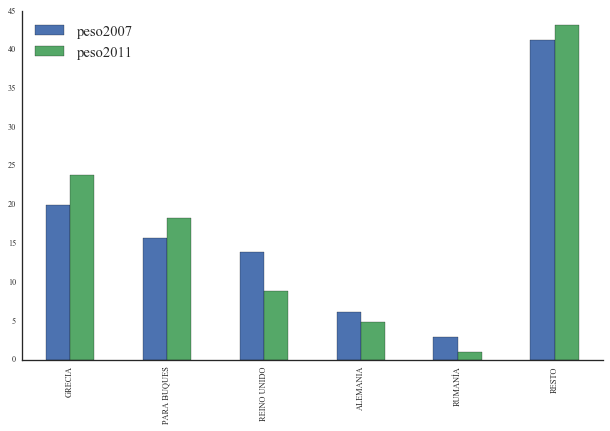 45
40
35
30
25
20
15
10
5
0
peso2007
peso2011
GRECIA
PARA BUQUES
REINO UNIDO
ALEMANIA
RUMANÍA
RESTO